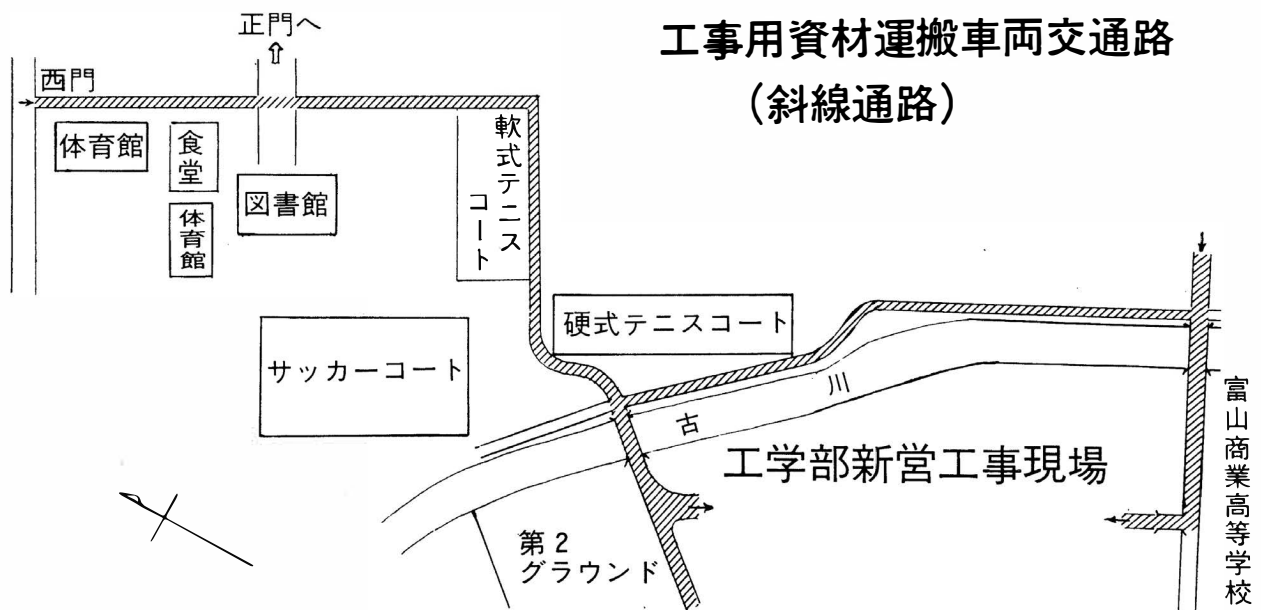 工事用資材運搬車両交通路
(斜線通路)
正門へ
西門
体育館
食堂
体育館
図書館
軟式テニス
コート
硬式テニスコート
サッカーコート
古川
工学部新営工事現場
第2
グラウンド
富山商業高等学校